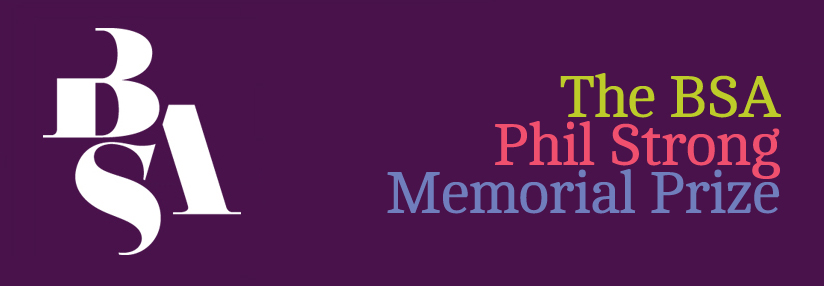 BSA
The BSA
Phil Strong
Memorial Prize